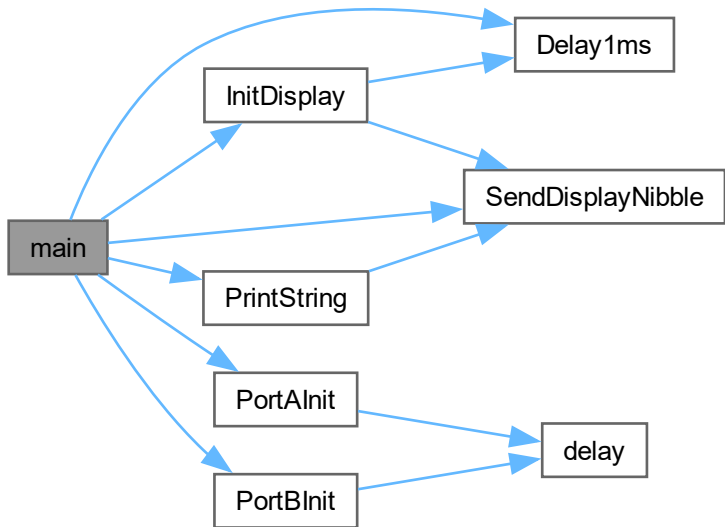 Delay1ms
InitDisplay
SendDisplayNibble
main
PrintString
PortAInit
delay
PortBInit